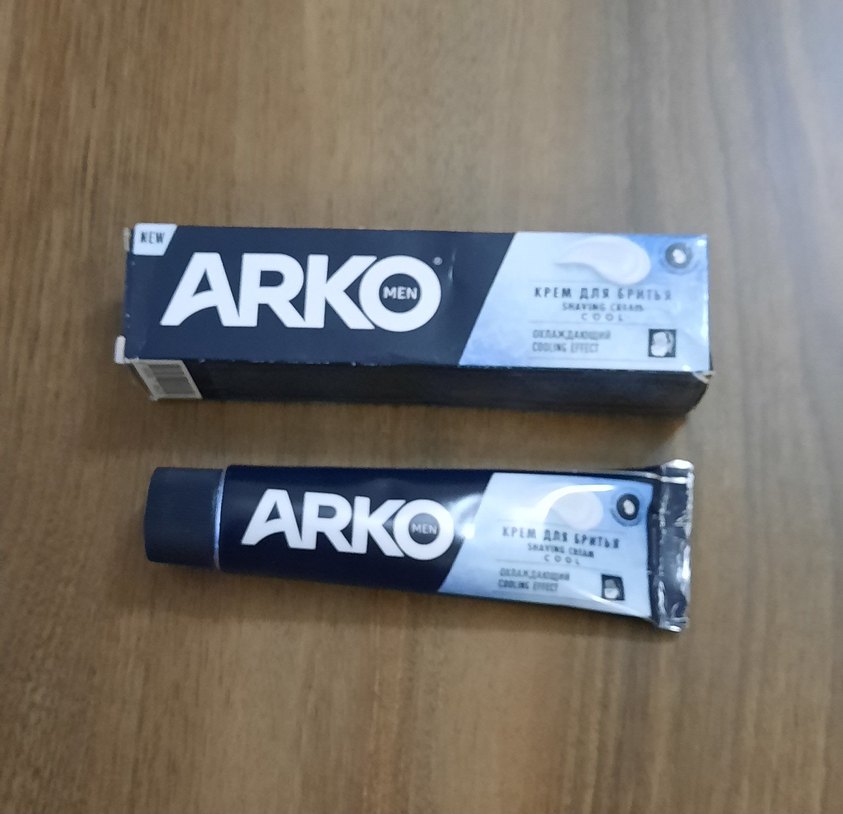 NEW
ARKO
MEN
®
КРЕМ ДЛЯ БРИТЬЯ
SHAVING CREAM
COOL
ОХЛАЖДАЮЩИЙ
COOLING EFFECT
ARKO
MEN
КРЕМ ДЛЯ БРИТЬЯ
SHAVING CREAM
COOL
ОХЛАЖДАЮЩИЙ
COOLING EFFECT